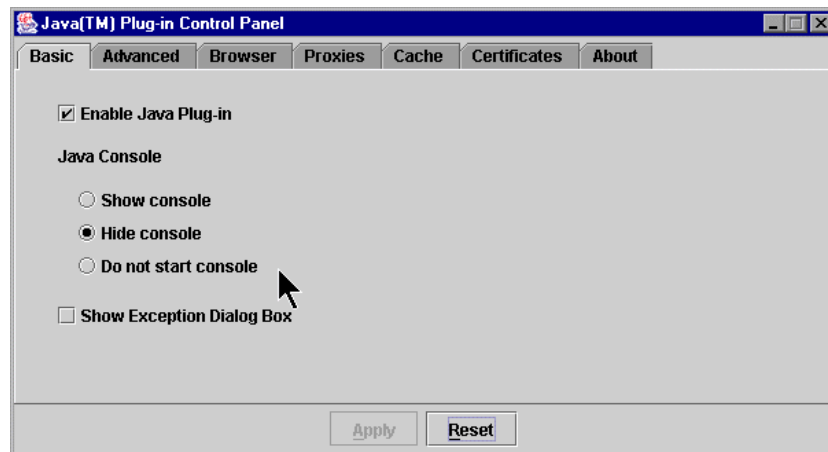 Java(TM) Plug-in Control Panel
Basic Advanced Browser Proxies Cache Certificates About
Enable Java Plug-in
Java Console
Show console
Hide console
Do not start console
Show Exception Dialog Box
Apply Reset